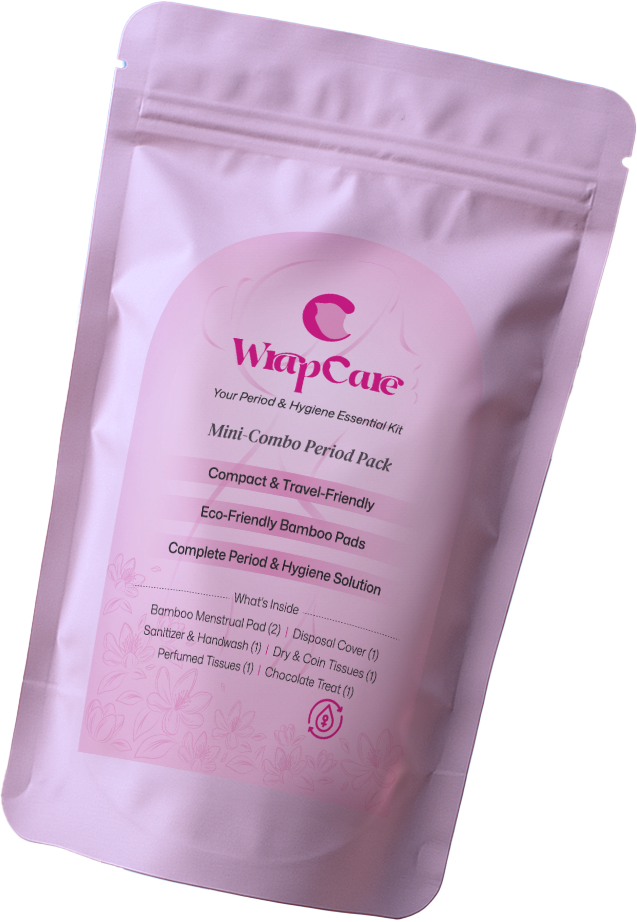 WrapCare
Your Period & Hygiene Essential Kit
Mini-Combo Period Pack
Compact & Travel-Friendly
Eco-Friendly Bamboo Pads
Complete Period & Hygiene Solution
What's Inside
Bamboo Menstrual Pad (2) | Disposal Cover (1)
Sanitizer & Handwash (1) | Dry & Coin Tissues (1)
Perfumed Tissues (1) | Chocolate Treat (1)